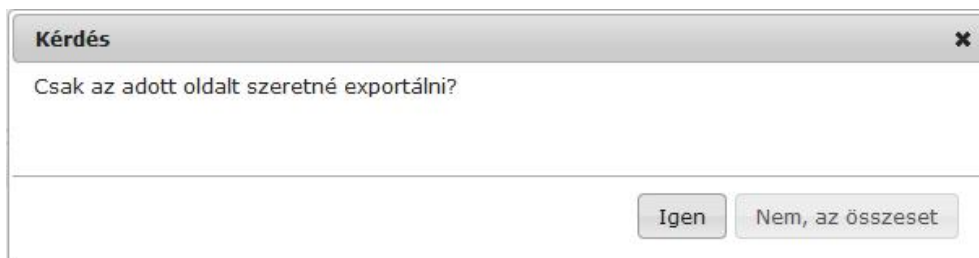 Kérdés
Csak az adott oldalt szeretné exportálni?
Igen Nem, az összeset